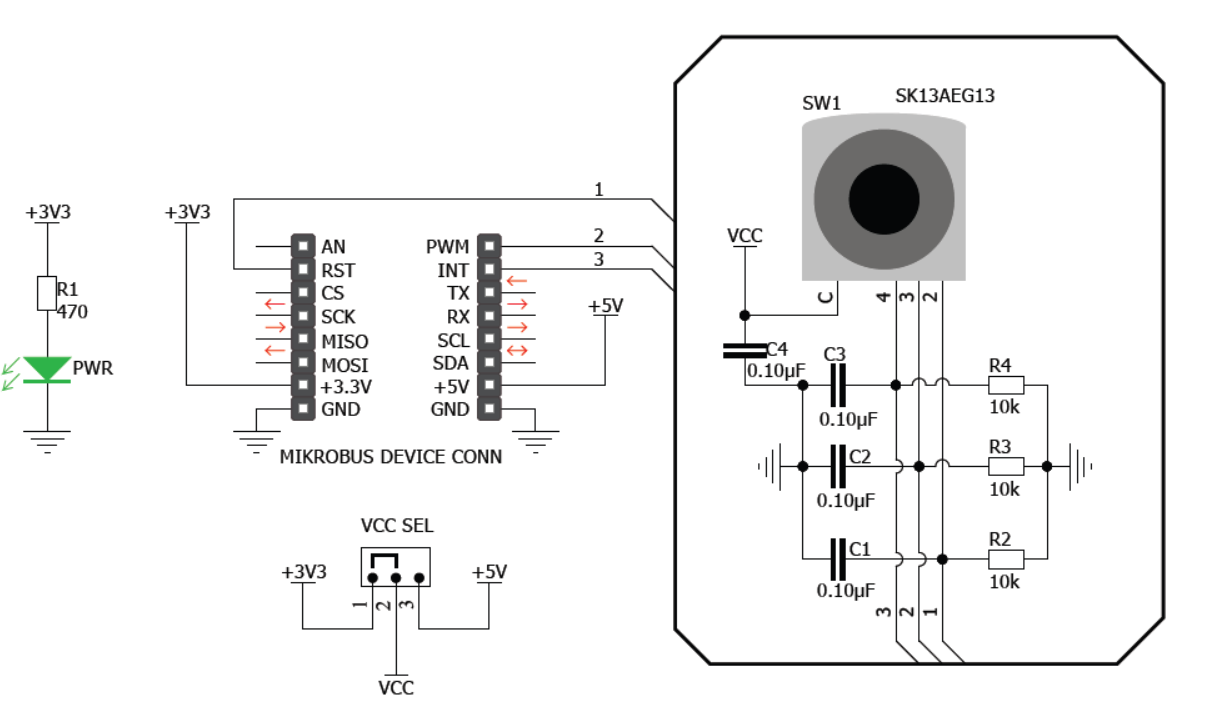 SW1
SK13AEG13
VCC
C
4
3
2
C4
0.10µF
C3
0.10µF
R4
10k
C2
0.10µF
R3
10k
C1
0.10µF
R2
10k
3
2
1
1
2
3
+3V3
R1
470
PWR
+3V3
AN
RST
CS
SCK
MISO
MOSI
+3.3V
GND
PWM
INT
TX
RX
SCL
SDA
+5V
GND
+5V
MIKROBUS DEVICE CONN
VCC SEL
+3V3
+5V
1
2
3
VCC